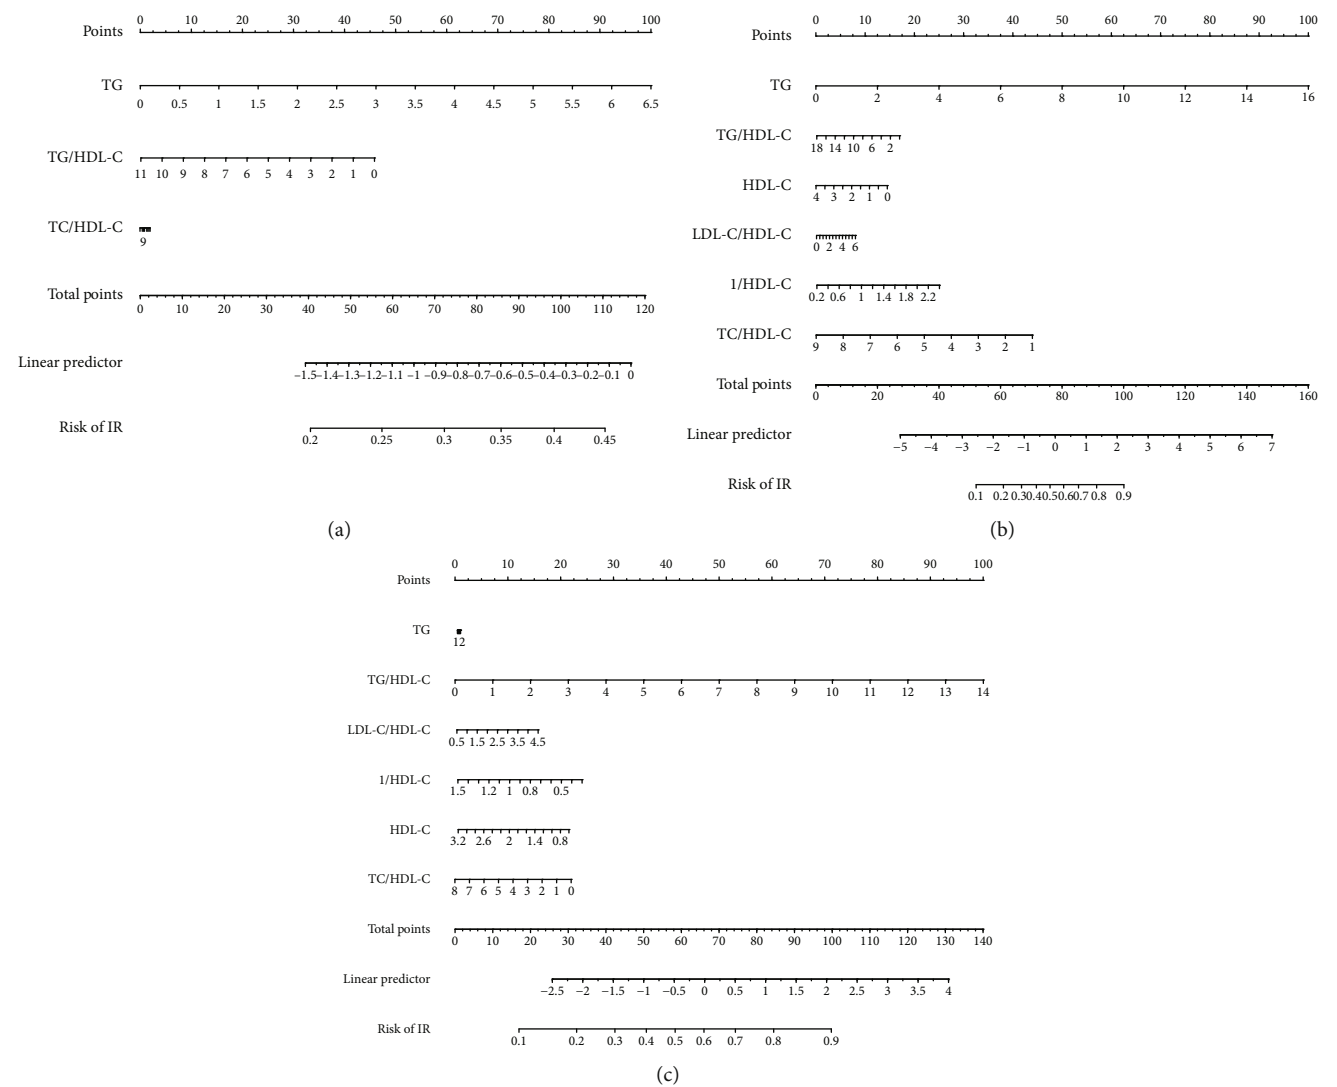 0 10 20 30 40 50 60 70 80 90 100
Points
TG
0 0.5 1 1.5 2 2.5 3 3.5 4 4.5 5 5.5 6 6.5
TG/HDL-C
11 10 9 8 7 6 5 4 3 2 1 0
TC/HDL-C
9
Total points
0 10 20 30 40 50 60 70 80 90 100 110 120
Linear predictor
−1.5 −1.4 −1.3 −1.2 −1.1 −1 −0.9 −0.8 −0.7 −0.6 −0.5 −0.4 −0.3 −0.2 −0.1 0
Risk of IR
0.2 0.25 0.3 0.35 0.4 0.45
(a)
0 10 20 30 40 50 60 70 80 90 100
Points
TG
0 2 4 6 8 10 12 14 16
TG/HDL-C
18 14 10 6 2
HDL-C
4 3 2 1 0
LDL-C/HDL-C
0 2 4 6
1/HDL-C
0.2 0.6 1 1.4 1.8 2.2
TC/HDL-C
9 8 7 6 5 4 3 2 1
Total points
0 20 40 60 80 100 120 140 160
Linear predictor
−5 −4 −3 −2 −1 0 1 2 3 4 5 6 7
Risk of IR
0.1 0.2 0.3 0.4 0.5 0.6 0.7 0.8 0.9
(b)
0 10 20 30 40 50 60 70 80 90 100
Points
TG
12
TG/HDL-C
0 1 2 3 4 5 6 7 8 9 10 11 12 13 14
LDL-C/HDL-C
0.5 1.5 2.5 3.5 4.5
1/HDL-C
1.5 1.2 1 0.8 0.5
HDL-C
3.2 2.6 2 1.4 0.8
TC/HDL-C
8 7 6 5 4 3 2 1 0
Total points
0 10 20 30 40 50 60 70 80 90 100 110 120 130 140
Linear predictor
−2.5 −2 −1.5 −1 −0.5 0 0.5 1 1.5 2 2.5 3 3.5 4
Risk of IR
0.1 0.2 0.3 0.4 0.5 0.6 0.7 0.8 0.9
(c)